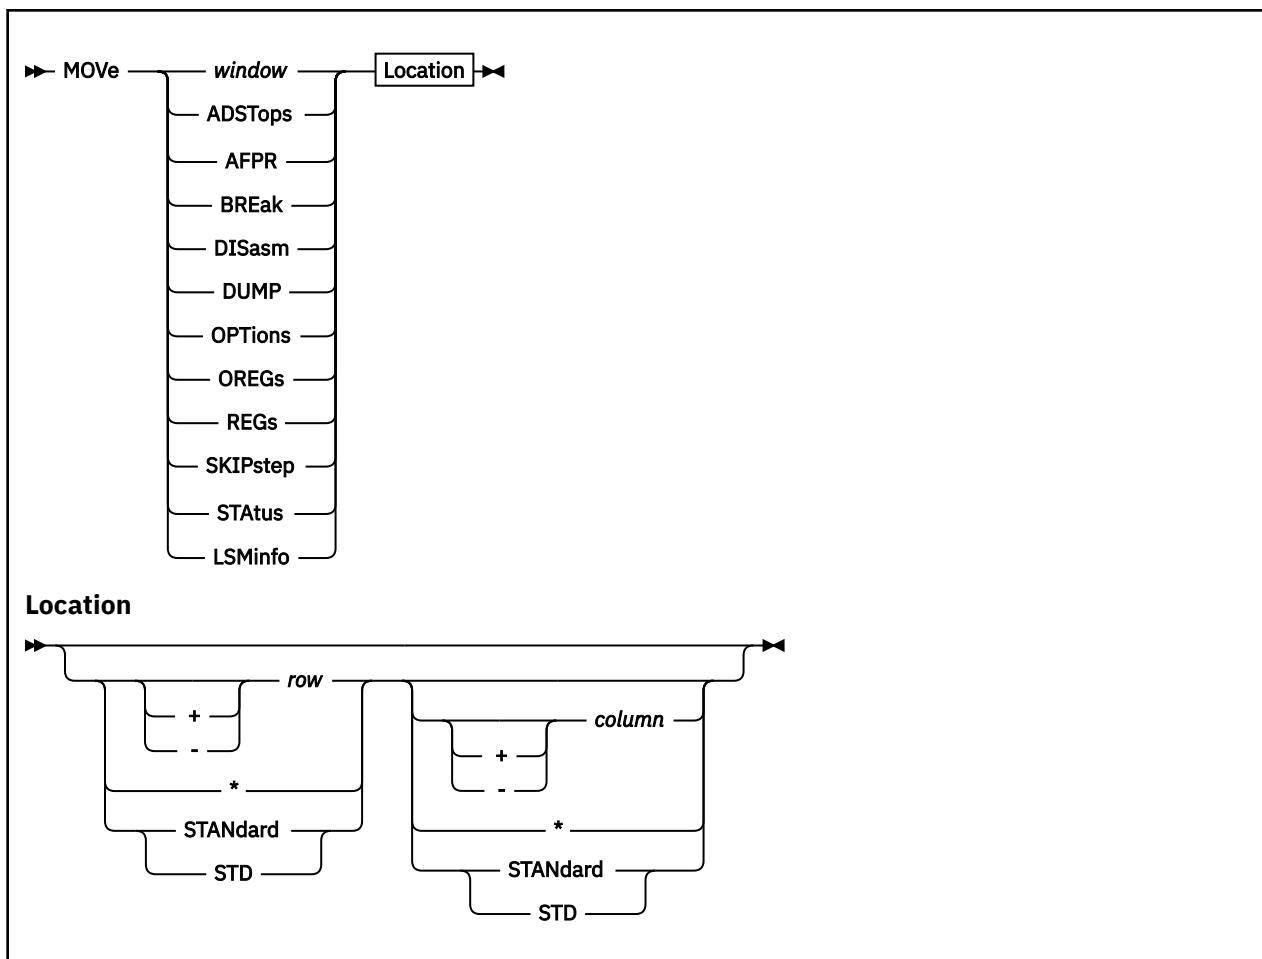 MOVe window Location
ADSTops
AFPR
BREak
DISasm
DUMP
OPTions
OREGs
REGs
SKIPstep
STAtus
LSMinfo
Location
row
+ column
- +
- 
*
*
STANdard
STD STANdard
STD